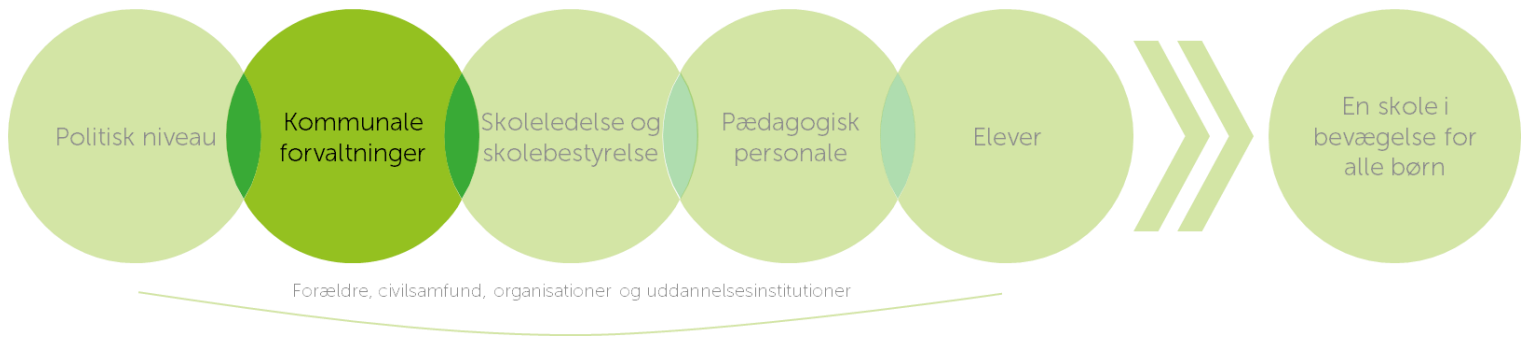 Politisk niveau
Kommunale
forvaltninger
Skoleledelse og
skolebestyrelse
Pædagogisk
personale
Elever
En skole i
bevægelse for
alle børn
Forældre, civilsamfund, organisationer og uddannelsesinstitutioner